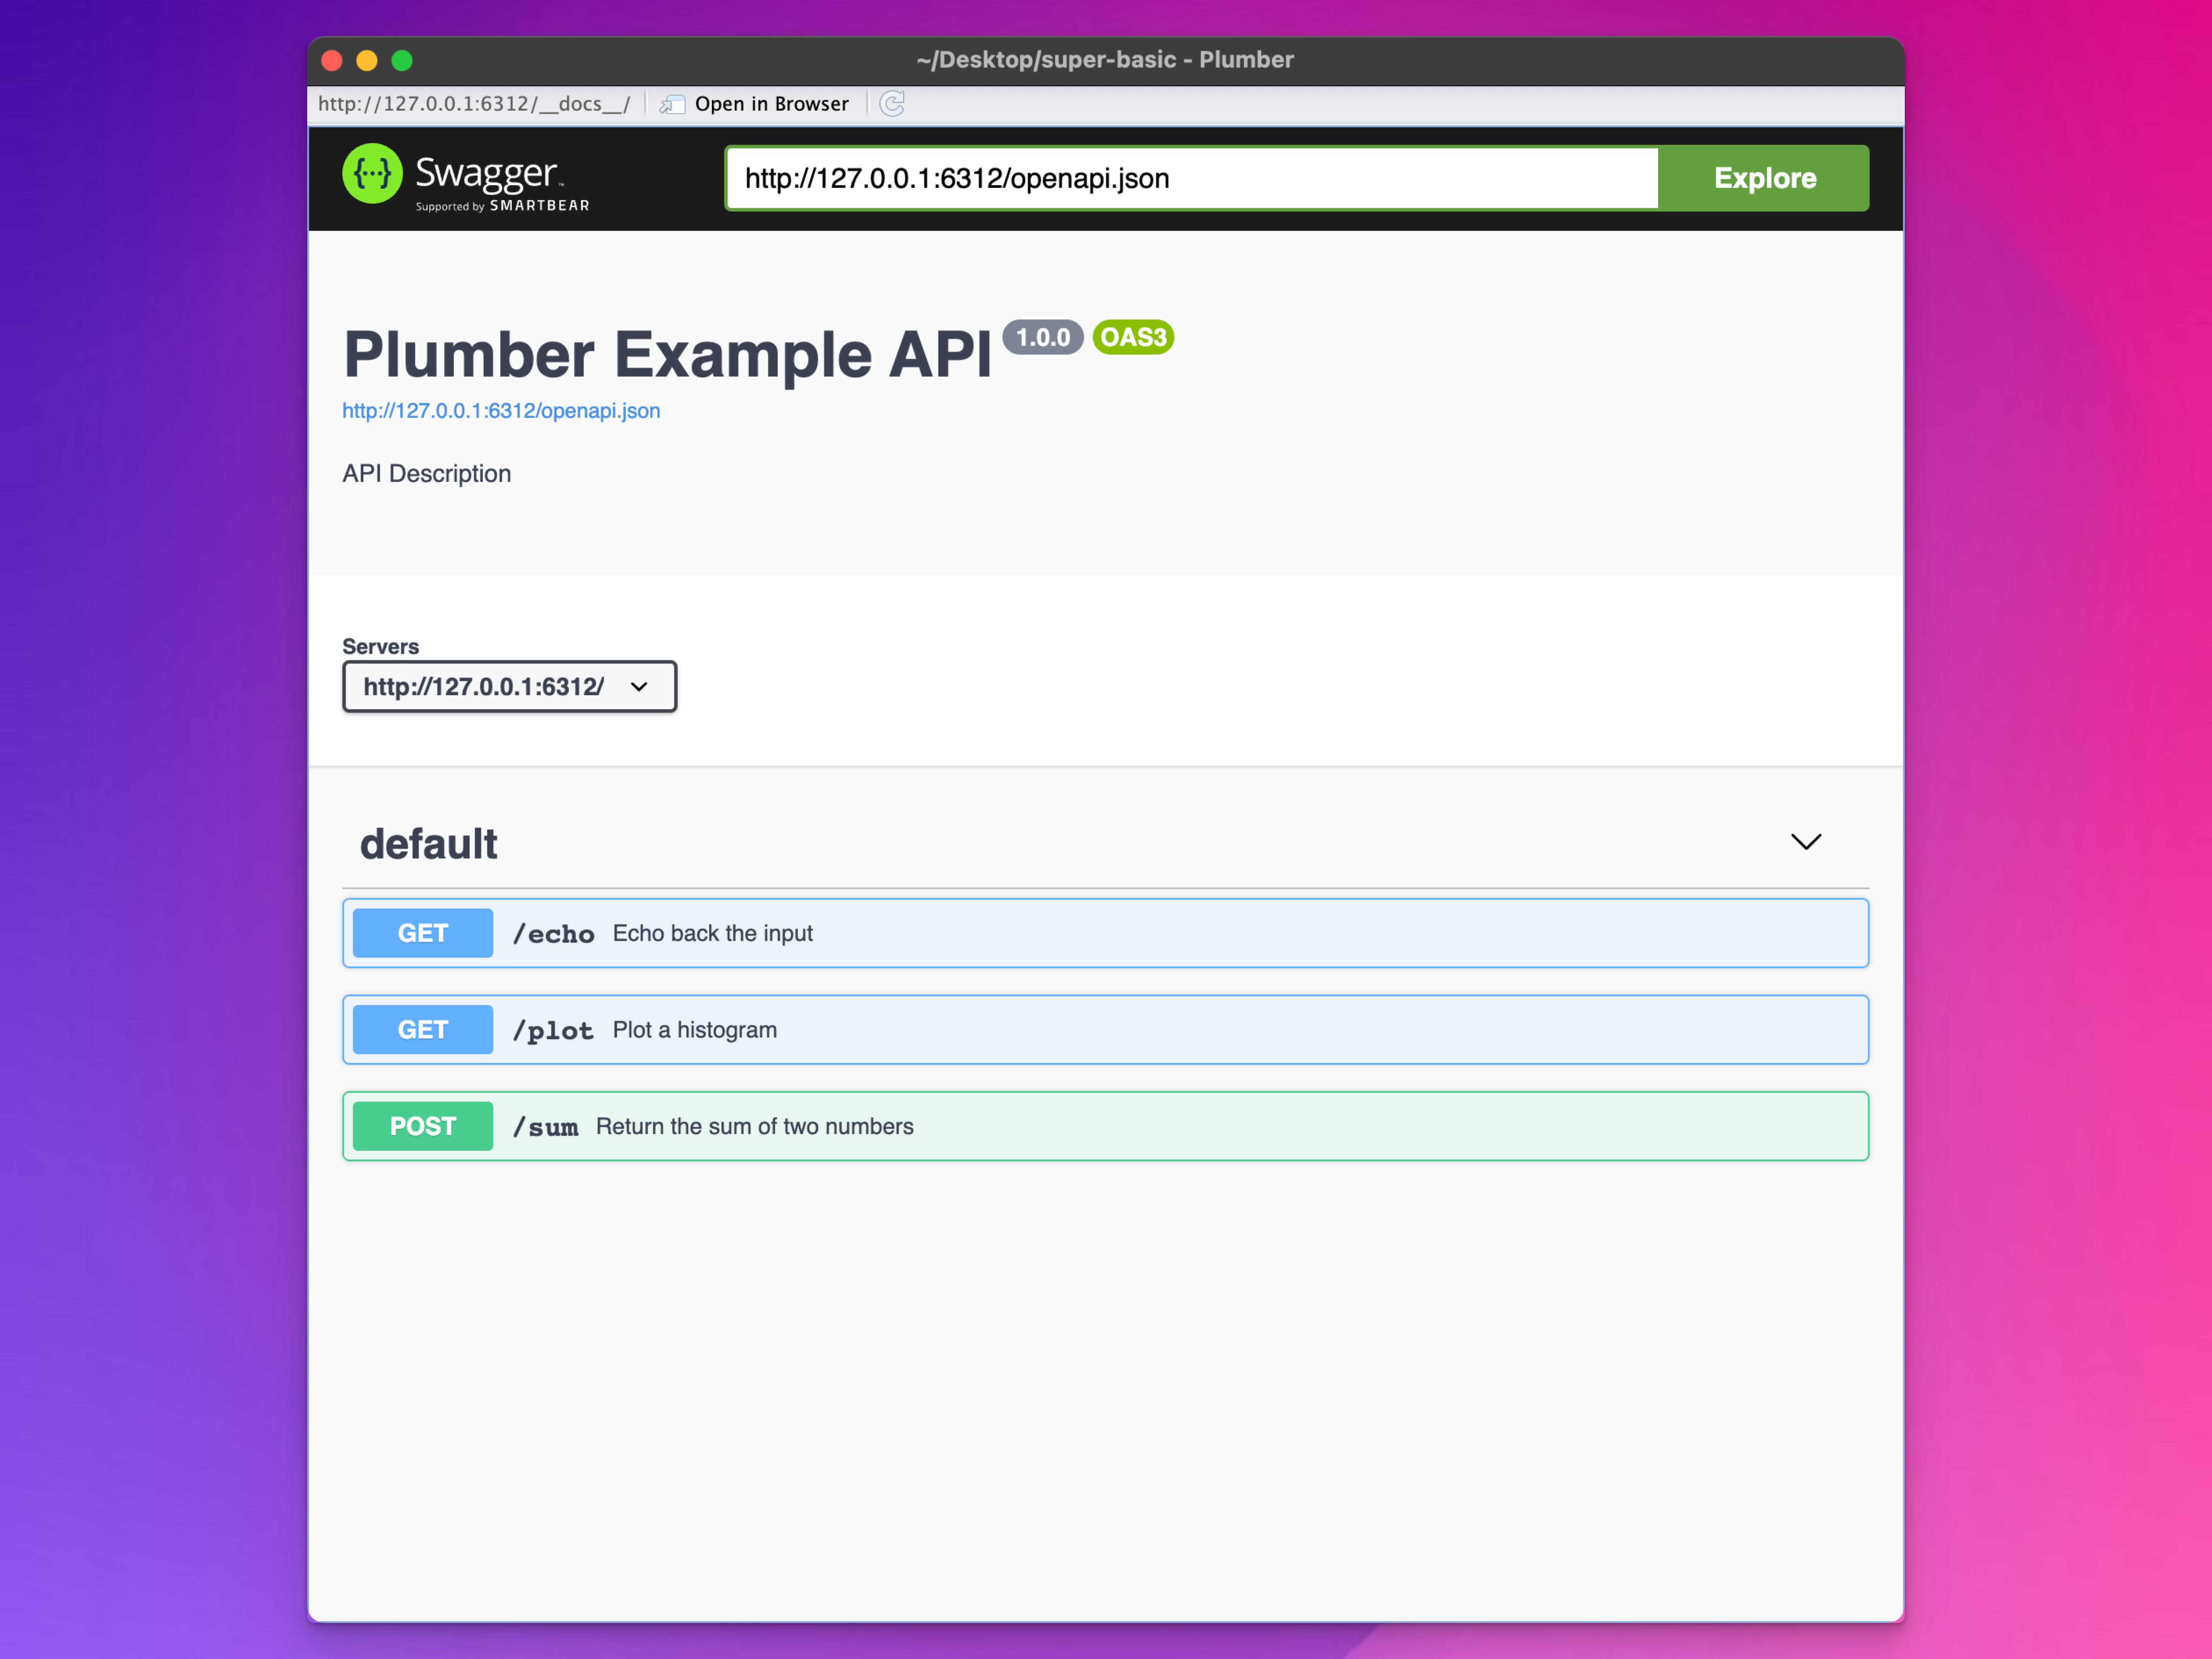 ~/Desktop/super-basic - Plumber
http://127.0.0.1:6312/__docs__/ Open in Browser
Swagger™
Supported by SMARTBEAR
http://127.0.0.1:6312/openapi.json Explore
Plumber Example API 1.0.0 OAS3
http://127.0.0.1:6312/openapi.json
API Description
Servers
http://127.0.0.1:6312/
default
GET /echo Echo back the input
GET /plot Plot a histogram
POST /sum Return the sum of two numbers